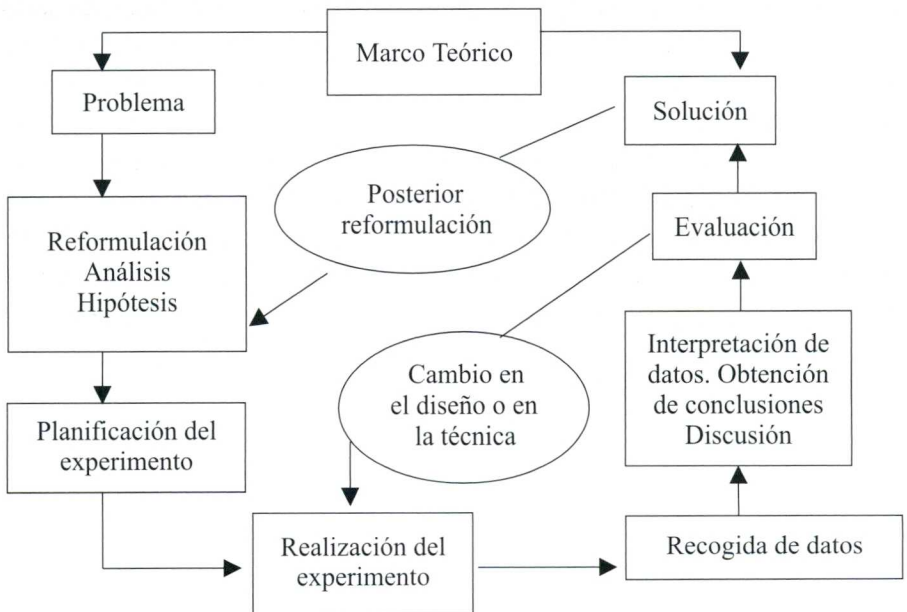 Marco Teórico
Problema
Solución
Posterior
reformulación
Reformulación
Análisis
Hipótesis
Evaluación
Cambio en
el diseño o en
la técnica
Interpretación de
datos. Obtención
de conclusiones
Discusión
Planificación del
experimento
Realización del
experimento
Recogida de datos